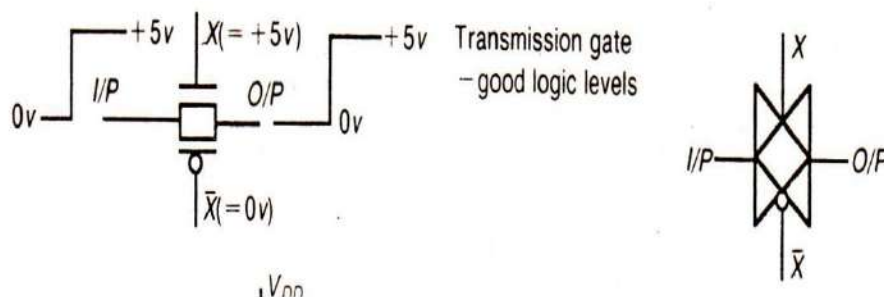 +5v
X(=+5v)
+5v
Transmission gate
– good logic levels
X
I/P
O/P
0v
0v
I/P
O/P
X̄(=0v)
X̄
V_DD